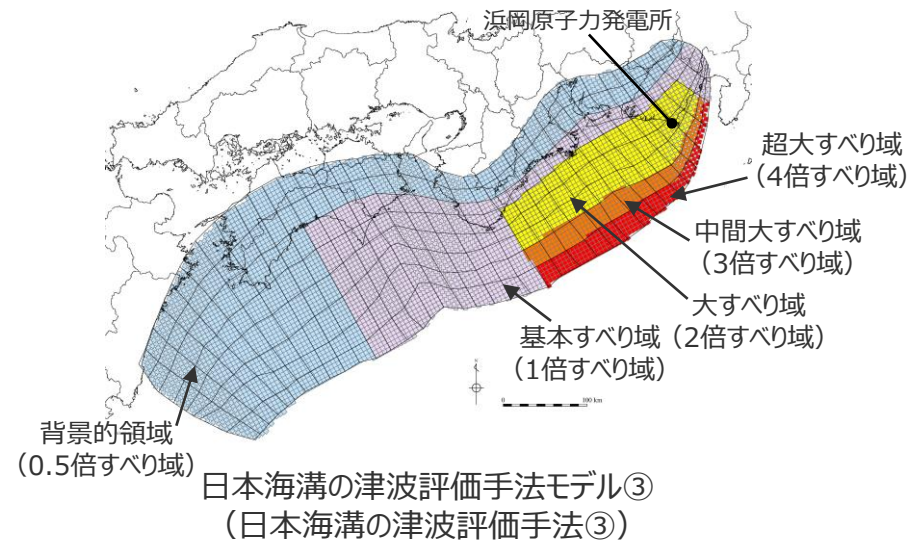 浜岡原子力発電所
超大すべり域
（4倍すべり域）
中間大すべり域
（3倍すべり域）
大すべり域
（2倍すべり域）
基本すべり域
（1倍すべり域）
0
100 km
背景的領域
（0.5倍すべり域）
日本海溝の津波評価手法モデル③
（日本海溝の津波評価手法③）